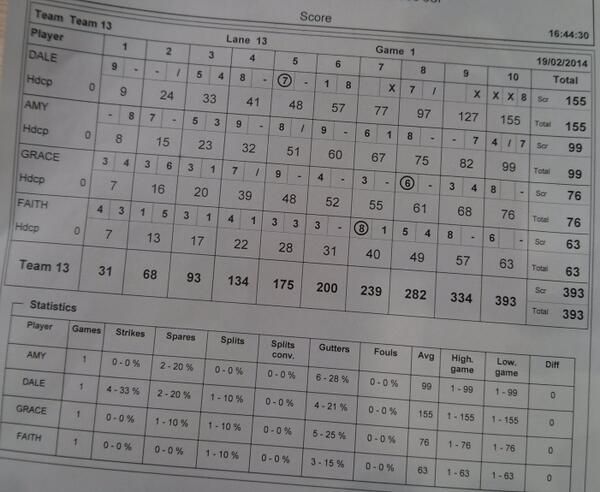 Score
16:44:30
Team Team 13 Lane 13 Game 1 19/02/2014
Player 1 2 3 4 5 6 7 8 9 10 Total
DALE 9 - - / 5 4 8 - ⑦ - 1 8 X 7 / X X X 8 Scr 155
Hdcp 0 9 24 33 41 48 57 77 97 127 155 Total 155
AMY - 8 7 - 5 3 9 - 8 / 9 - 6 1 8 - - 7 4 / 7 Scr 99
Hdcp 0 8 15 23 32 51 60 67 75 82 99 Total 99
GRACE 3 4 3 6 3 1 7 / 9 - 4 - 3 - ⑥ - 3 4 8 - Scr 76
Hdcp 0 7 16 20 39 48 52 55 61 68 76 Total 76
FAITH 4 3 1 5 3 1 4 1 3 3 3 - ⑧ 1 5 4 8 - 6 - Scr 63
Hdcp 0 7 13 17 22 28 31 40 49 57 63 Total 63
Team 13 31 68 93 134 175 200 239 282 334 393 Scr 393
Total 393
Statistics
Player Games Strikes Spares Splits Splits conv. Gutters Fouls Avg High. game Low. game Diff
AMY 1 0 - 0 % 2 - 20 % 0 - 0 % 0 - 0 % 6 - 28 % 0 - 0 % 99 1 - 99 1 - 99 0
DALE 1 4 - 33 % 2 - 20 % 1 - 10 % 0 - 0 % 4 - 21 % 0 - 0 % 155 1 - 155 1 - 155 0
GRACE 1 0 - 0 % 1 - 10 % 1 - 10 % 0 - 0 % 5 - 25 % 0 - 0 % 76 1 - 76 1 - 76 0
FAITH 1 0 - 0 % 0 - 0 % 1 - 10 % 0 - 0 % 3 - 15 % 0 - 0 % 63 1 - 63 1 - 63 0